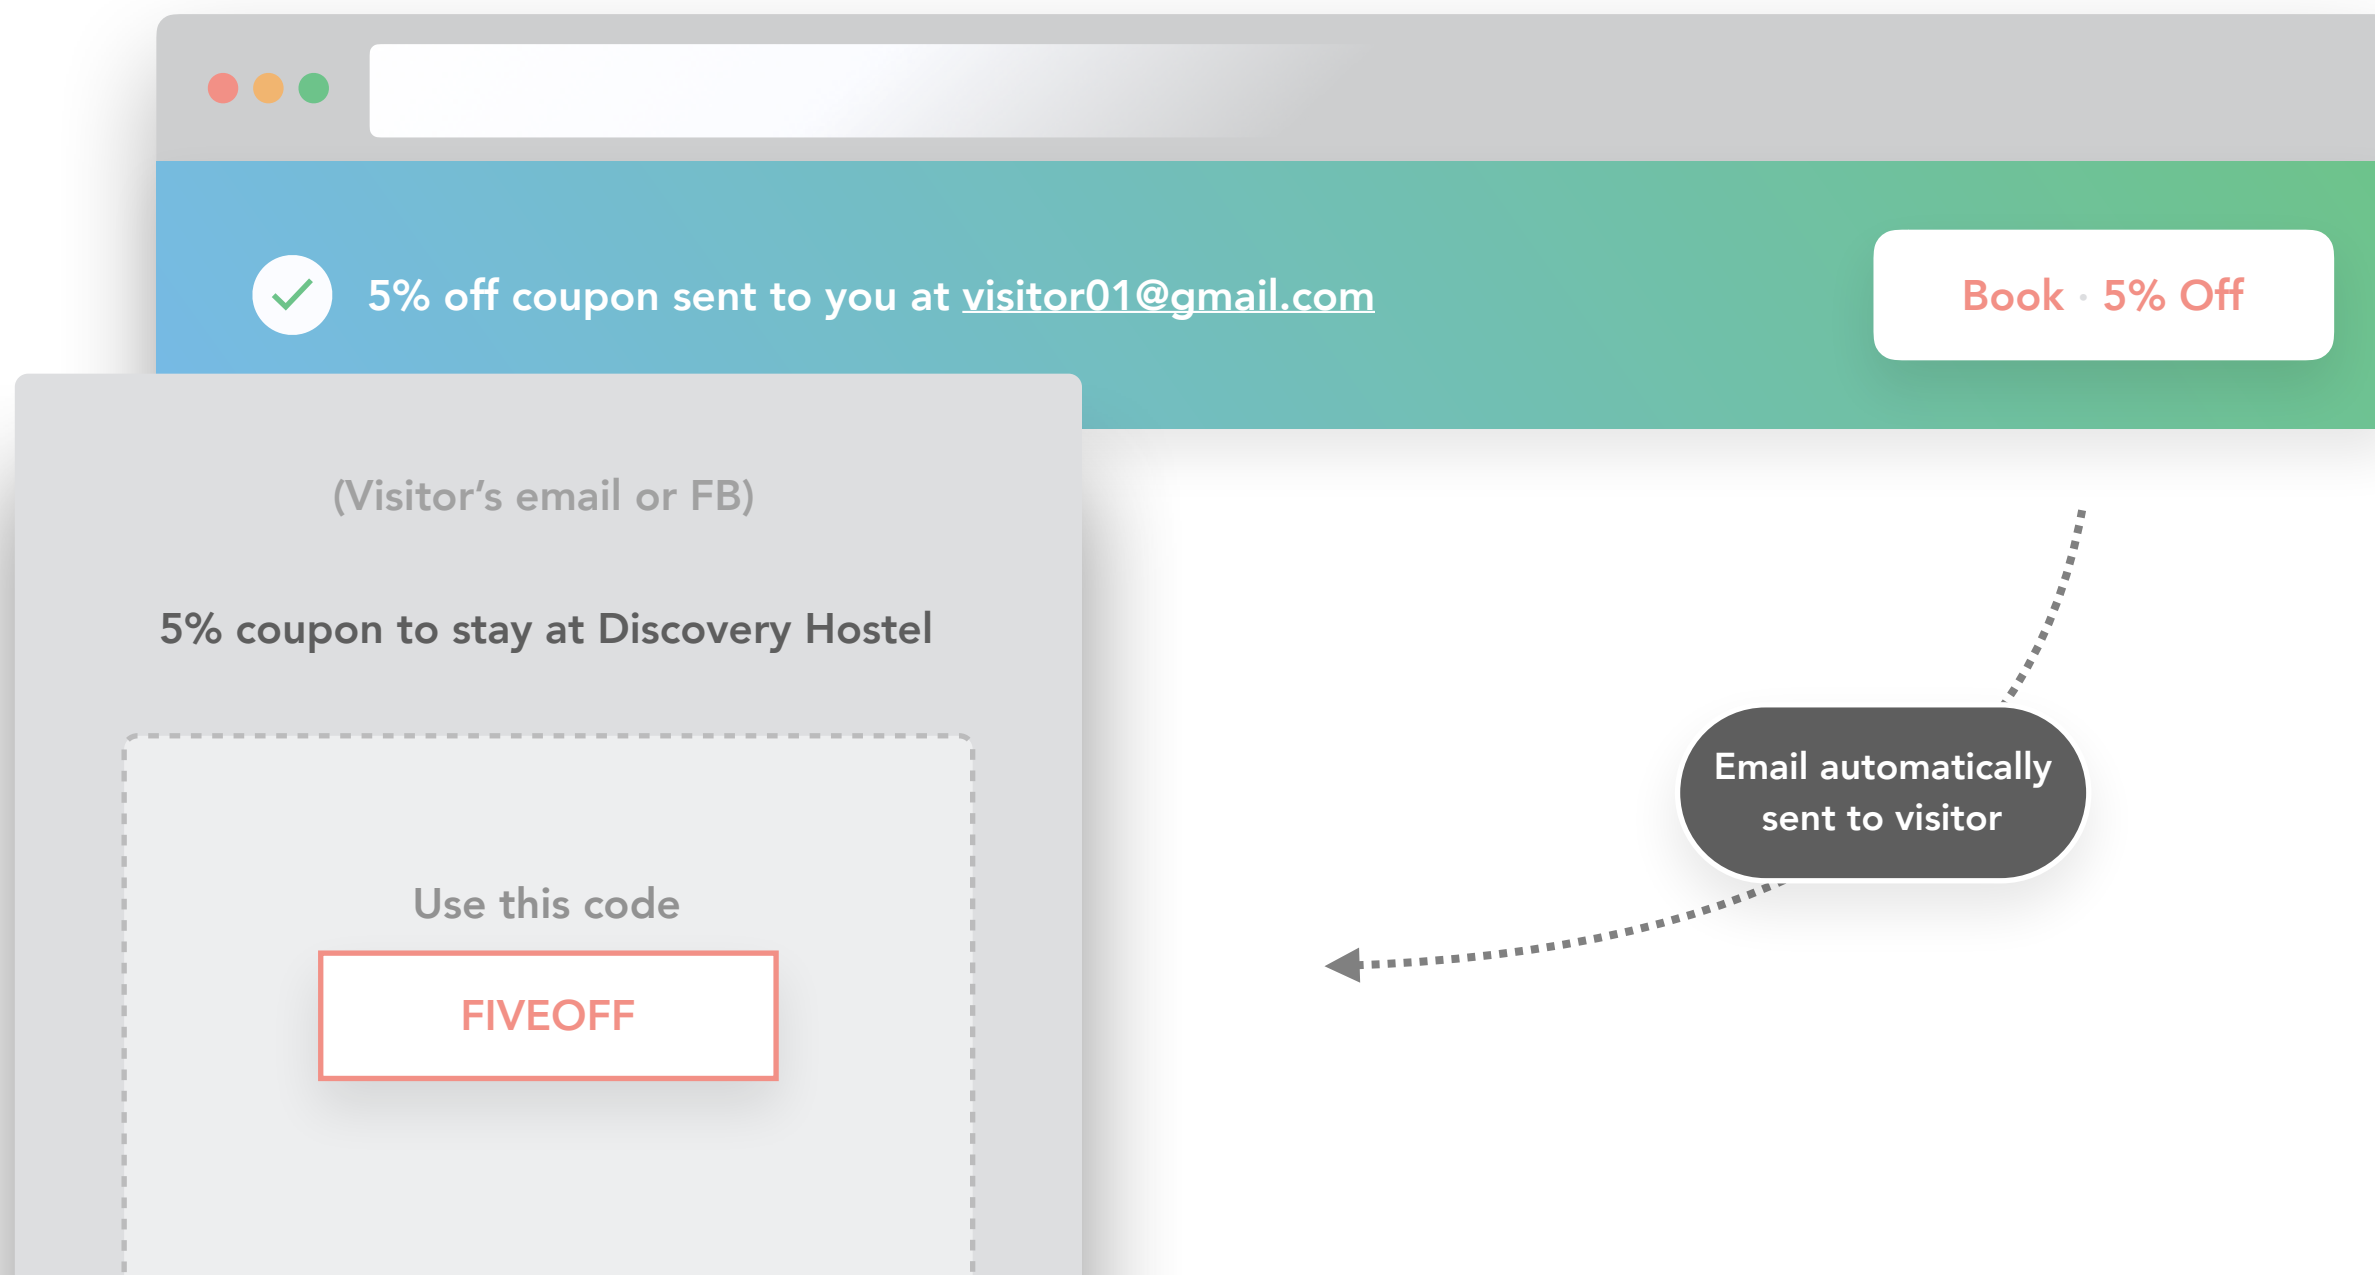 5% off coupon sent to you at visitor01@gmail.com
Book · 5% Off
(Visitor’s email or FB)
5% coupon to stay at Discovery Hostel
Email automatically
sent to visitor
Use this code
FIVEOFF